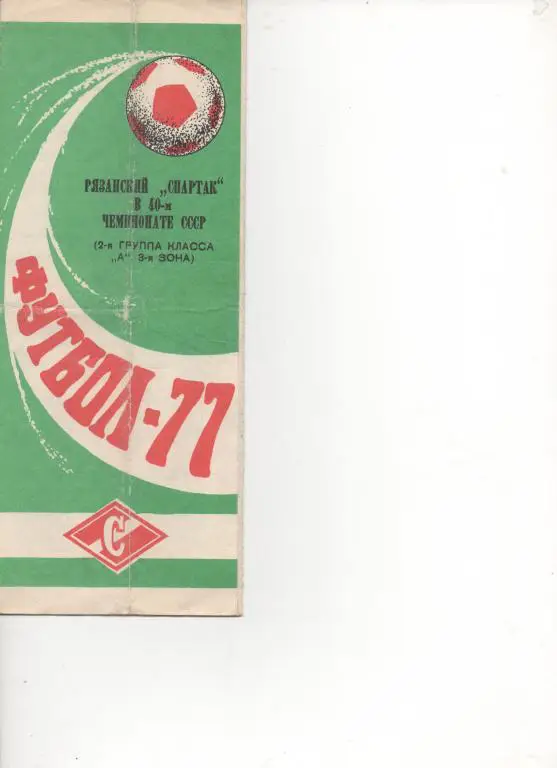 РЯЗАНСКИЙ „СПАРТАК"
В 40-м
ЧЕМПИОНАТЕ СССР
(2-я ГРУППА КЛАССА
„А" 3-я ЗОНА)
ФУТБОЛ-77
С